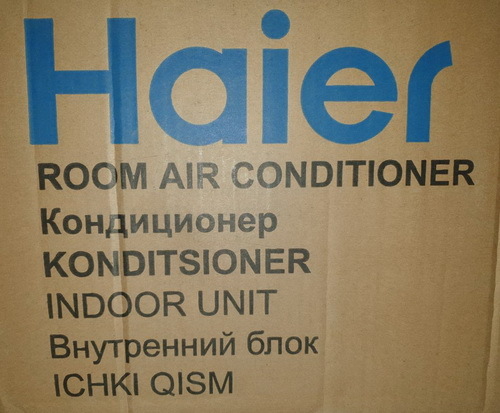 Haier
ROOM AIR CONDITIONER
Кондиционер
KONDITSIONER
INDOOR UNIT
Внутренний блок
ICHKI QISM